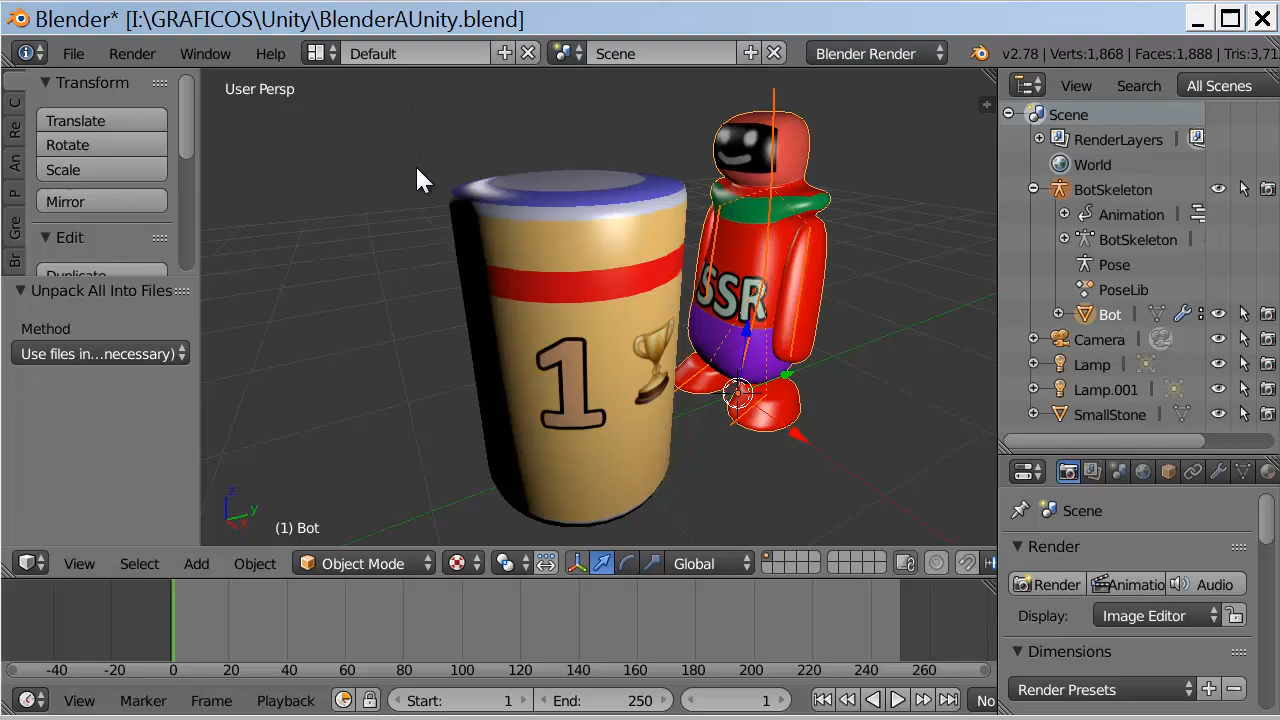 Blender* [I:\GRAFICOS\Unity\BlenderAUnity.blend]
File Render Window Help Default Scene Blender Render v2.78 | Verts:1,868 | Faces:1,888 | Tris:3,71
Transform
Translate
Rotate
Scale
Mirror
Edit
Duplicate
C
Re
An
P
Gre
Br
Unpack All Into Files
Method
Use files in...necessary)
User Persp
SSR
1
z
y
x
(1) Bot
View Select Add Object Object Mode Global
-40 -20 0 20 40 60 80 100 120 140 160 180 200 220 240 260
View Marker Frame Playback Start: 1 End: 250 1 No
View Search All Scenes
Scene
RenderLayers
World
BotSkeleton
Animation
BotSkeleton
Pose
PoseLib
Bot
Camera
Lamp
Lamp.001
SmallStone
Scene
Render
Render Animatio Audio
Display: Image Editor
Dimensions
Render Presets